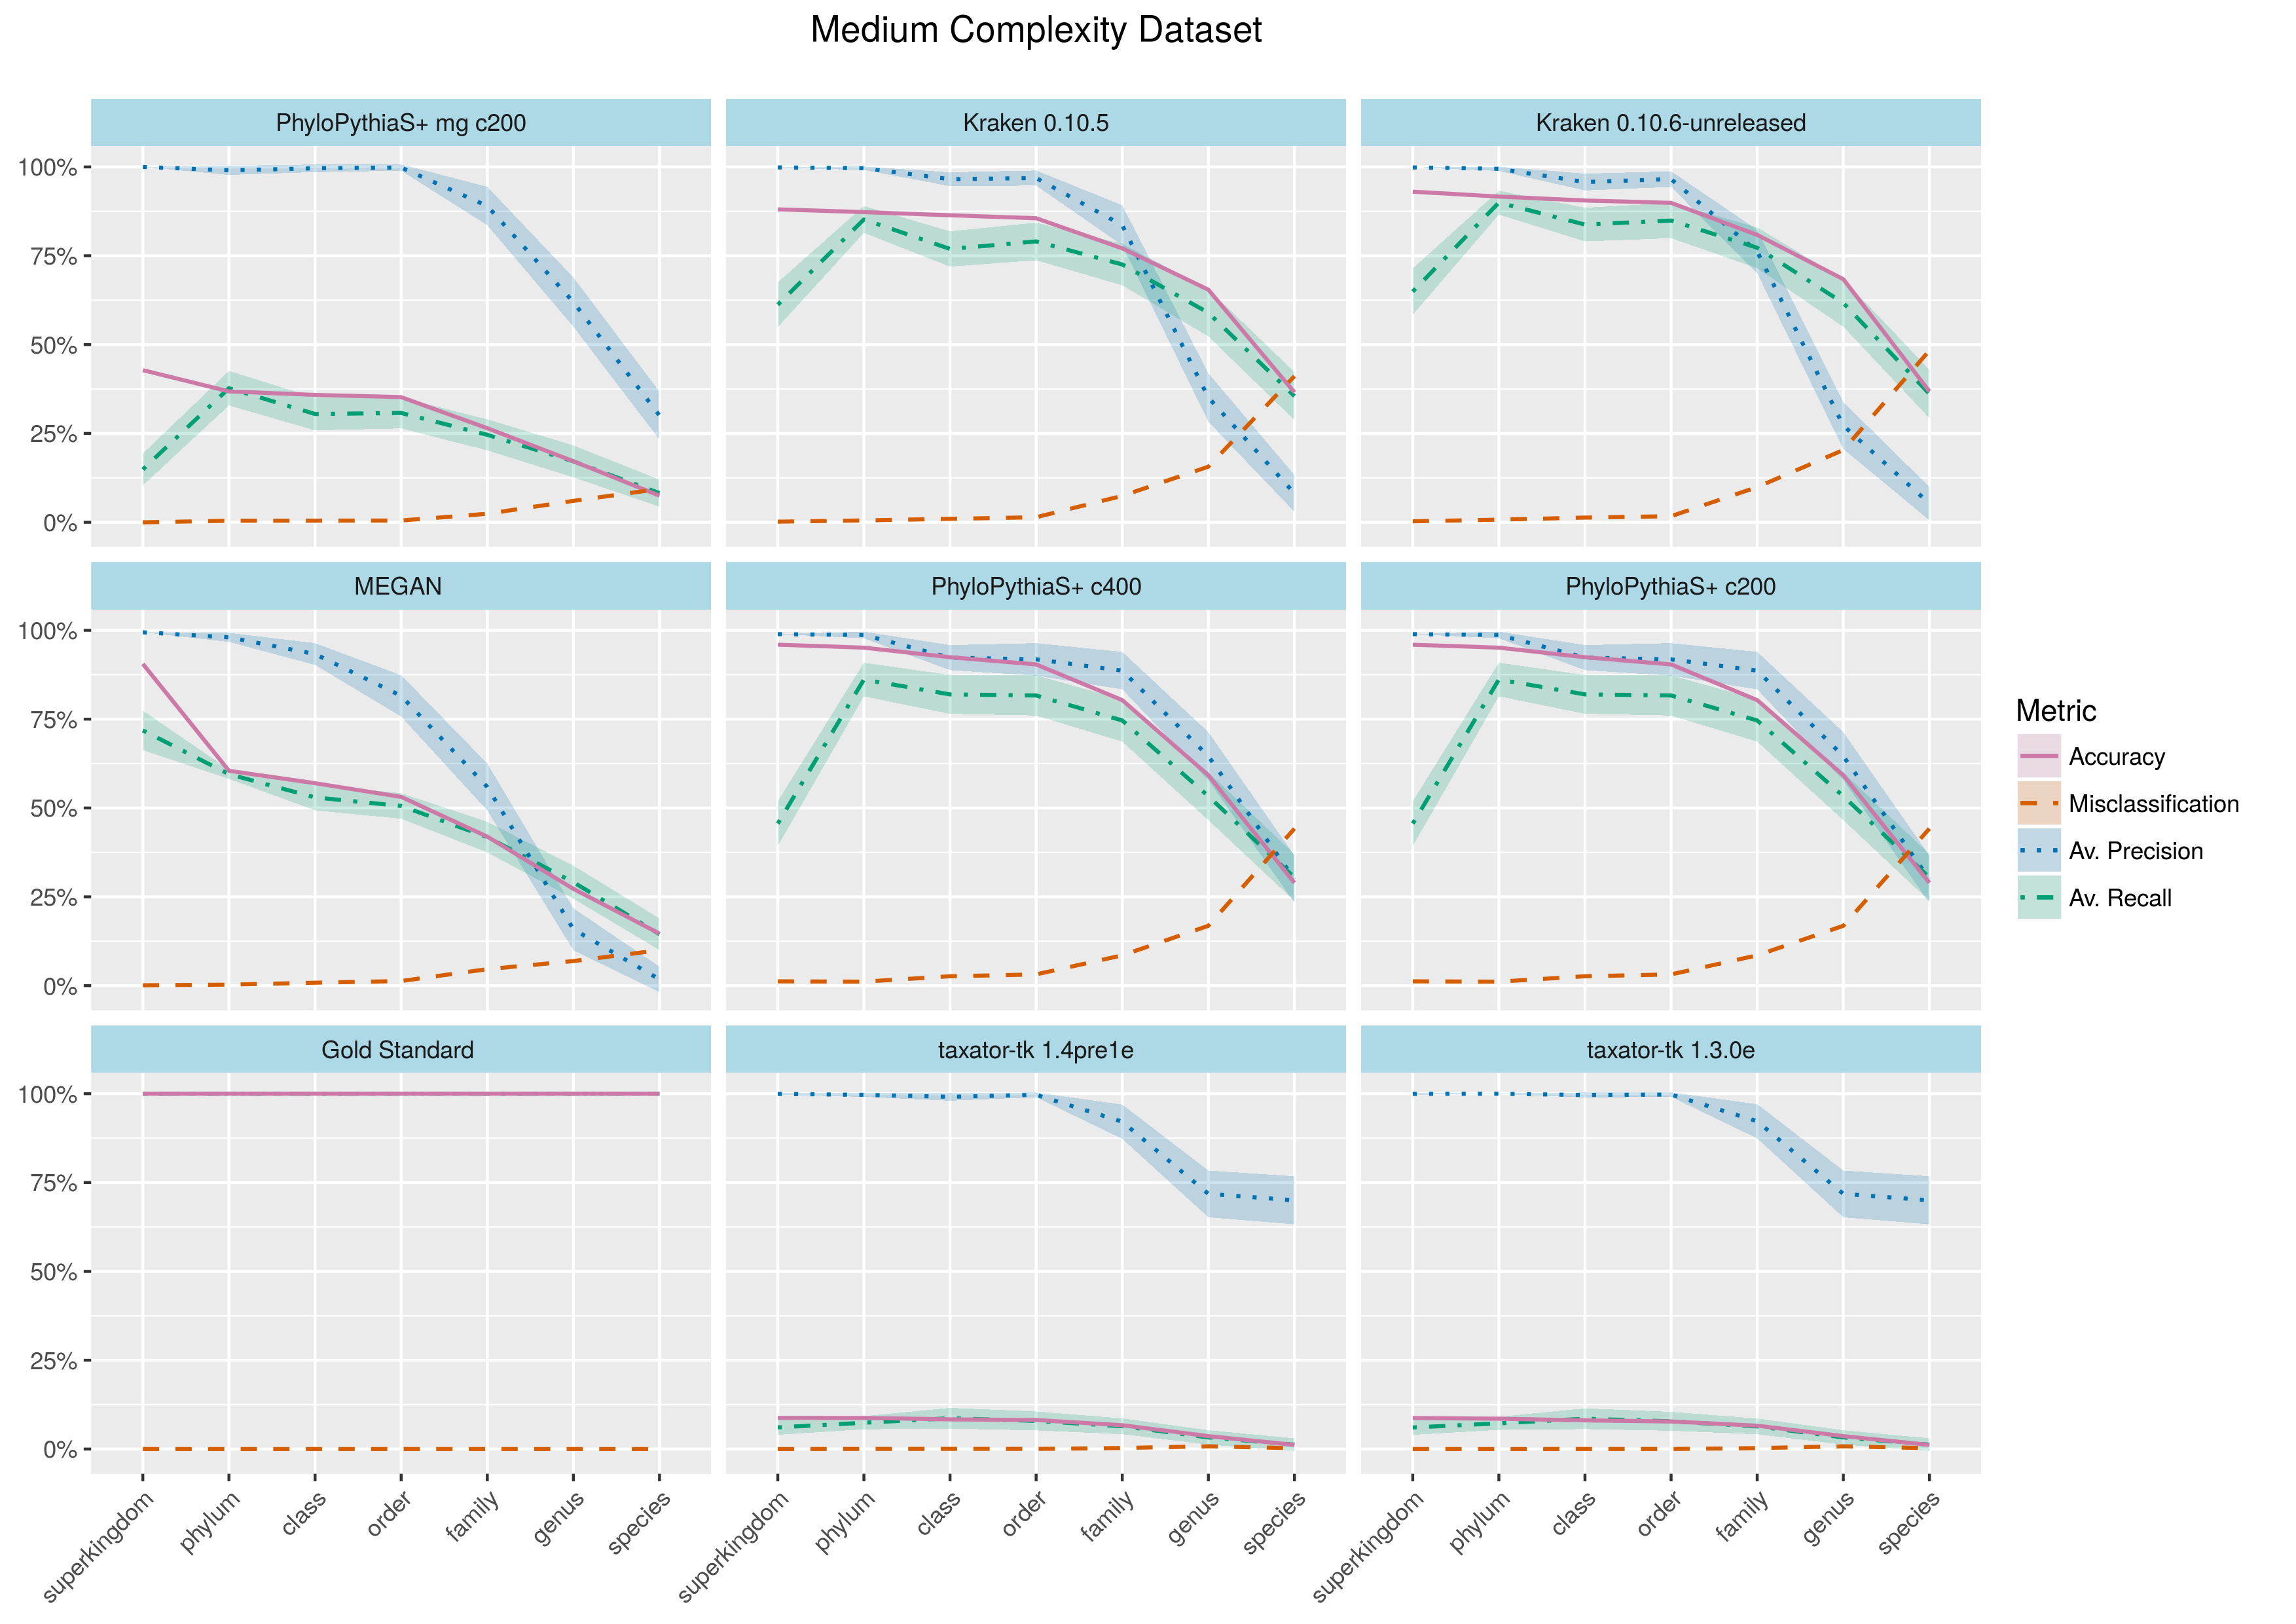 Medium Complexity Dataset
PhyloPythiaS+ mg c200
Kraken 0.10.5
Kraken 0.10.6-unreleased
100%
75%
50%
25%
0%
MEGAN
PhyloPythiaS+ c400
PhyloPythiaS+ c200
100%
75%
50%
25%
0%
Gold Standard
taxator-tk 1.4pre1e
taxator-tk 1.3.0e
100%
75%
50%
25%
0%
superkingdom
phylum
class
order
family
genus
species
superkingdom
phylum
class
order
family
genus
species
superkingdom
phylum
class
order
family
genus
species
Metric
Accuracy
Misclassification
Av. Precision
Av. Recall